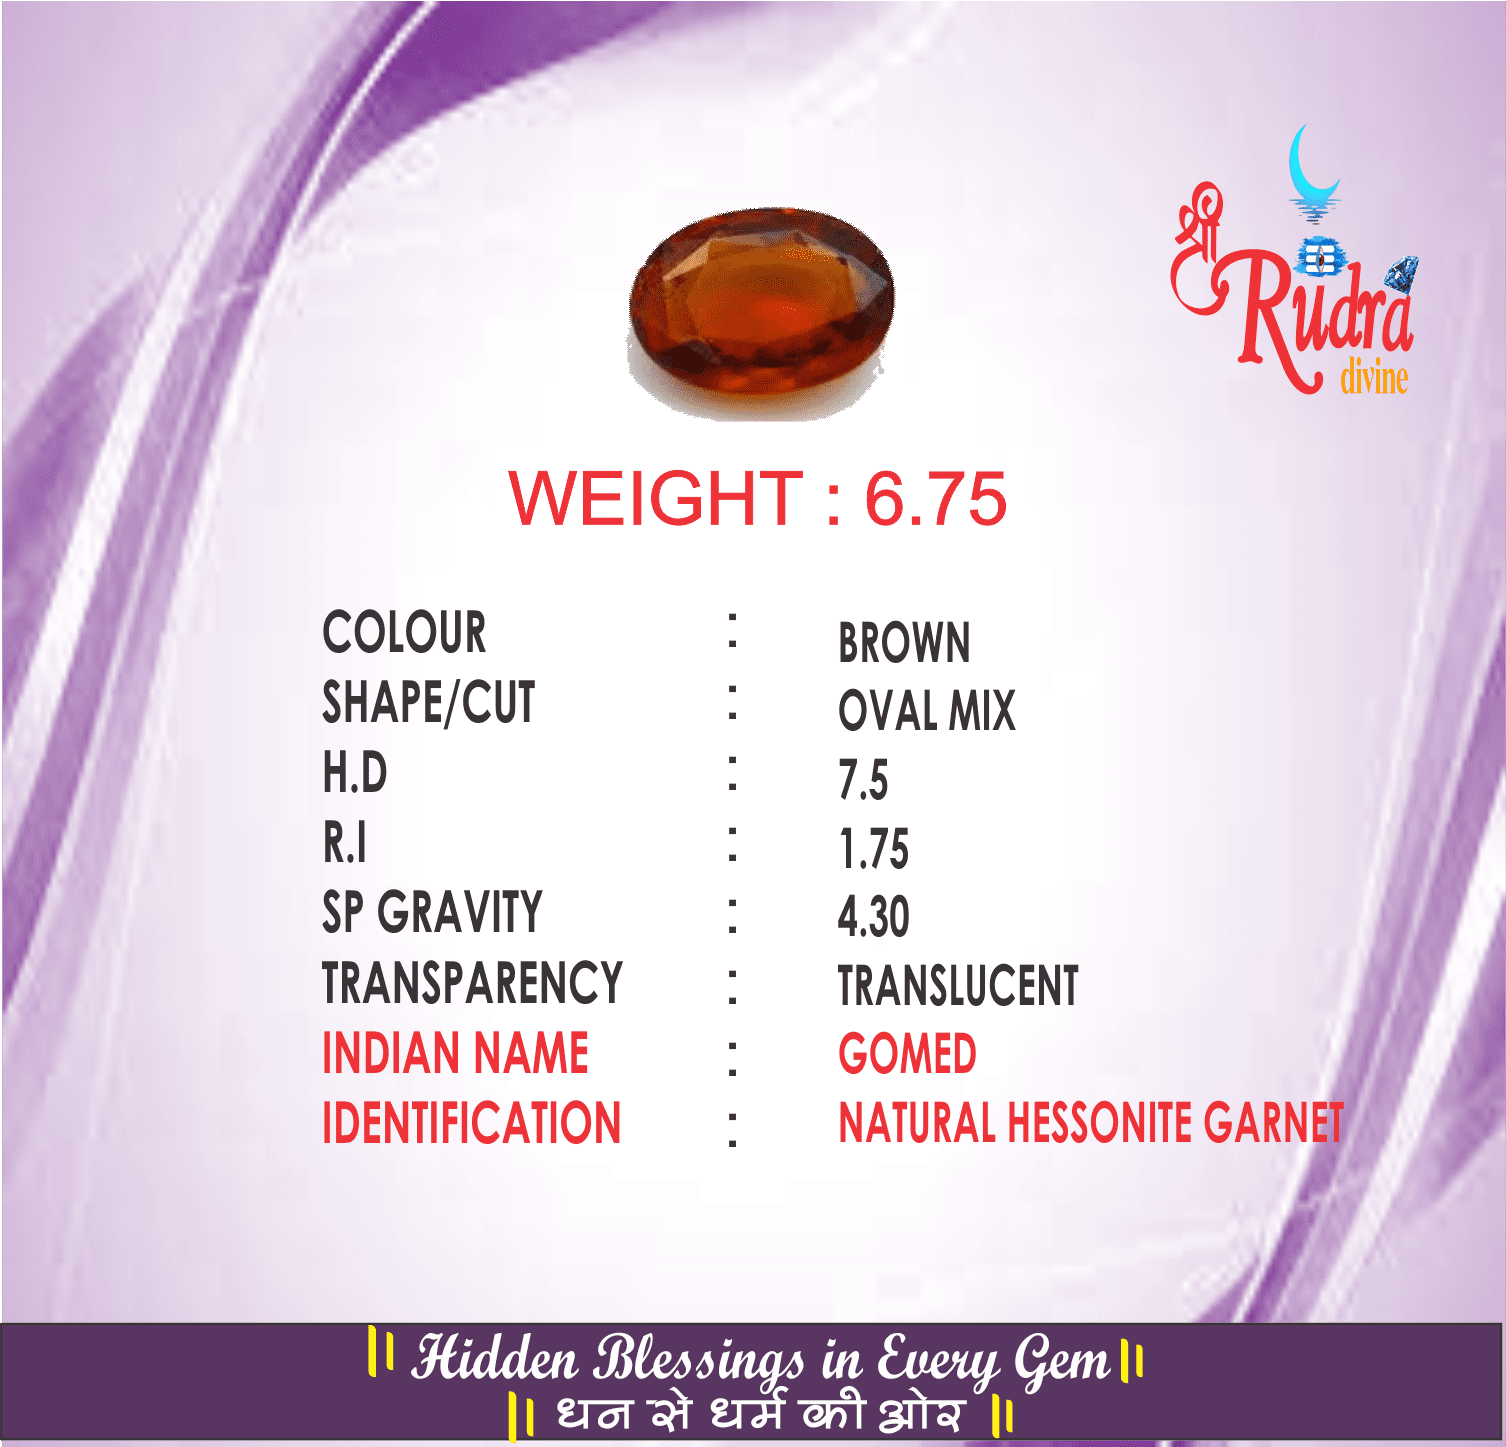 श्री
Rudra
divine
WEIGHT : 6.75
COLOUR : BROWN
SHAPE/CUT : OVAL MIX
H.D : 7.5
R.I : 1.75
SP GRAVITY : 4.30
TRANSPARENCY : TRANSLUCENT
INDIAN NAME : GOMED
IDENTIFICATION : NATURAL HESSONITE GARNET
|| Hidden Blessings in Every Gem ||
|| धन से धर्म की ओर ||